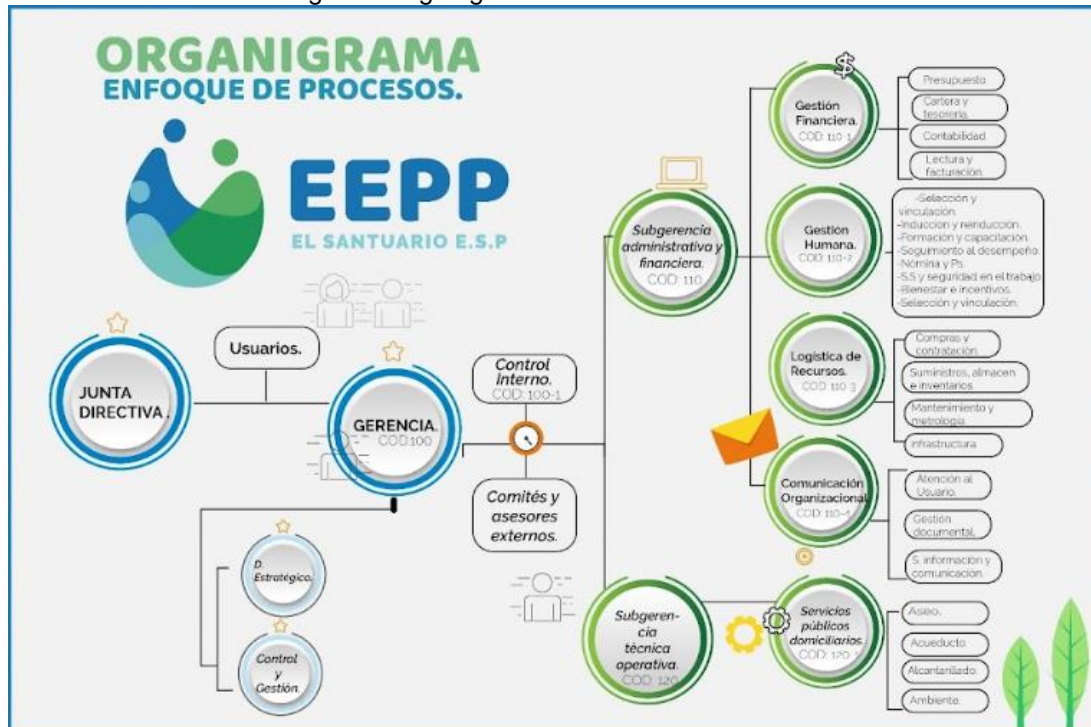 ORGANIGRAMA
ENFOQUE DE PROCESOS.
EEPP
EL SANTUARIO E.S.P
JUNTA
DIRECTIVA.
Usuarios.
GERENCIA.
COD 100
D.
Estratégico.
Control
y
Gestión.
Control
Interno.
COD: 100-1
Comités y
asesores
externos.
Subgerencia
administrativa y
financiera.
COD: 110
Gestión
Financiera.
COD: 110-1
Presupuesto
Cartera y
tesorería.
Contabilidad.
Lectura y
facturación.
Gestión
Humana.
COD: 110-2
-Selección y
vinculación.
-Inducción y reinducción.
-Formación y capacitación.
-Seguimiento al desempeño.
-Nómina y Ps.
-S.S y seguridad en el trabajo
-Bienestar e incentivos.
-Selección y vinculación.
Logística de
Recursos.
COD: 110-3
Compras y
contratación.
Suministros, almacen
e inventarios.
Mantenimiento y
metrología
Infraestructura
Comunicación
Organizacional
COD: 110-4
Atención al
Usuario.
Gestión
documental.
S. información y
comunicación.
Subgeren-
cia
técnica
operativa.
COD: 120
Servicios
públicos
domiciliarios.
COD: 120-1
Aseo.
Acueducto.
Alcantarillado.
Ambiente.